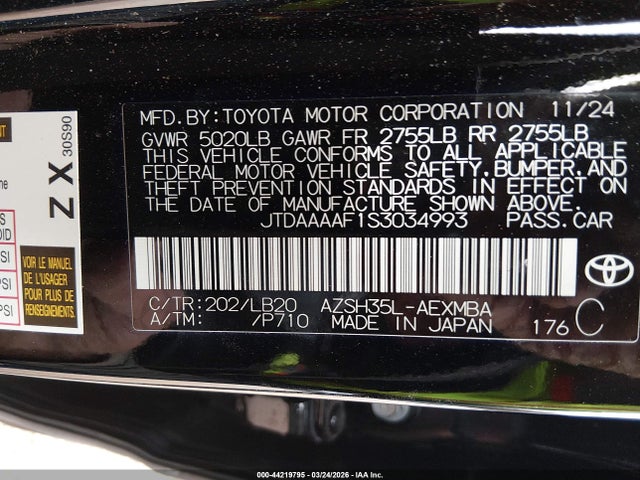 MFD.BY:TOYOTA MOTOR CORPORATION 11/24
GVWR 5020LB GAWR FR 2755LB RR 2755LB
THIS VEHICLE CONFORMS TO ALL APPLICABLE
FEDERAL MOTOR VEHICLE SAFETY,BUMPER,AND
THEFT PREVENTION STANDARDS IN EFFECT ON
THE DATE OF MANUFACTURE SHOWN ABOVE.
JTDAAAAF1S3034993 PASS.CAR
C/TR:202/LB20 AZSH35L-AEXMBA
A/TM: /P710 MADE IN JAPAN 176 C
ZX
30S90
PSI
PSI
PSI
VOIR LE MANUEL
DE L'USAGER
POUR PLUS DE
RENSEIGNEMENTS
000-44219795 - 03/24/2026 - IAA Inc.